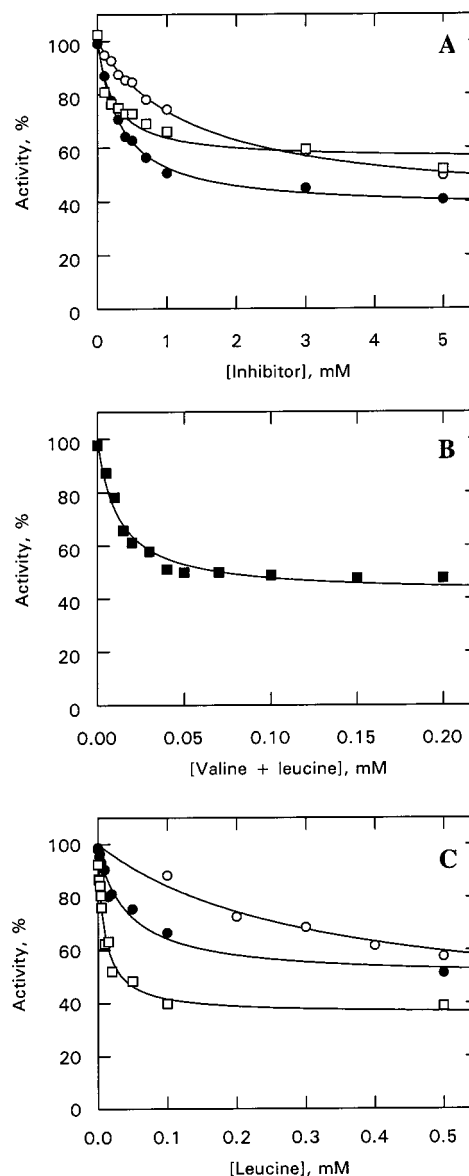 A
100
80
60
40
20
0
Activity, %
0 1 2 3 4 5
[Inhibitor], mM
B
100
80
60
40
20
0
Activity, %
0.00 0.05 0.10 0.15 0.20
[Valine + leucine], mM
C
100
80
60
40
20
0
Activity, %
0.0 0.1 0.2 0.3 0.4 0.5
[Leucine], mM